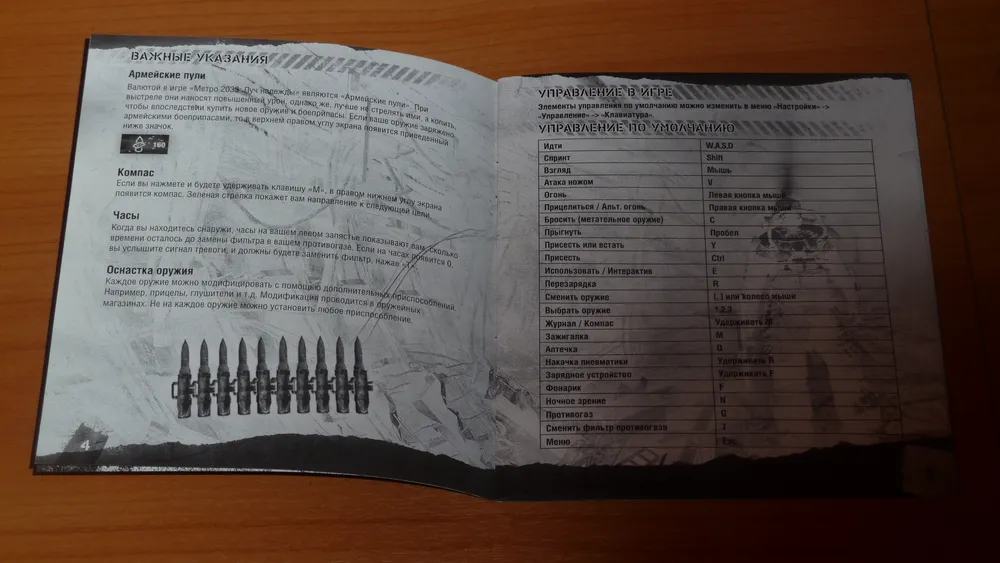 ВАЖНЫЕ УКАЗАНИЯ
Армейские пули
Валютой в игре «Метро 2033. Луч надежды» являются «Армейские пули». При
выстреле они наносят повышенный урон, однако же, лучше не стрелять ими, а копить,
чтобы впоследствии купить новое оружие и боеприпасы. Если ваше оружие заряжено
армейскими боеприпасами, то в верхнем правом углу экрана появится приведенный
ниже значок.
160
Компас
Если вы нажмете и будете удерживать клавишу «M», в правом нижнем углу экрана
появится компас. Зеленая стрелка покажет вам направление к следующей цели.
Часы
Когда вы находитесь снаружи, часы на вашем левом запястье показывают вам, сколько
времени осталось до замены фильтра в вашем противогазе. Если на часах появится 0,
вы услышите сигнал тревоги, и должны будете заменить фильтр, нажав «T».
Оснастка оружия
Каждое оружие можно модифицировать с помощью дополнительных приспособлений.
Например, прицелы, глушители и т.д. Модификация проводится в оружейных
магазинах. Не на каждое оружие можно установить любое приспособление.
4
УПРАВЛЕНИЕ В ИГРЕ
Элементы управления по умолчанию можно изменить в меню «Настройки» ->
«Управление» -> «Клавиатура».
УПРАВЛЕНИЕ ПО УМОЛЧАНИЮ
Идти W.A.S.D
Спринт Shift
Взгляд Мышь
Атака ножом V
Огонь Левая кнопка мыши
Прицелиться / Альт. огонь Правая кнопка мыши
Бросить (метательное оружие) C
Прыгнуть Пробел
Присесть или встать Y
Присесть Ctrl
Использовать / Интерактив E
Перезарядка R
Сменить оружие [, ] или колесо мыши
Выбрать оружие 1,2,3
Журнал / Компас Удерживать
Зажигалка M
Аптечка Q
Накачка пневматики Удерживать R
Зарядное устройство Удерживать F
Фонарик F
Ночное зрение N
Противогаз G
Сменить фильтр противогаза
Меню Esc